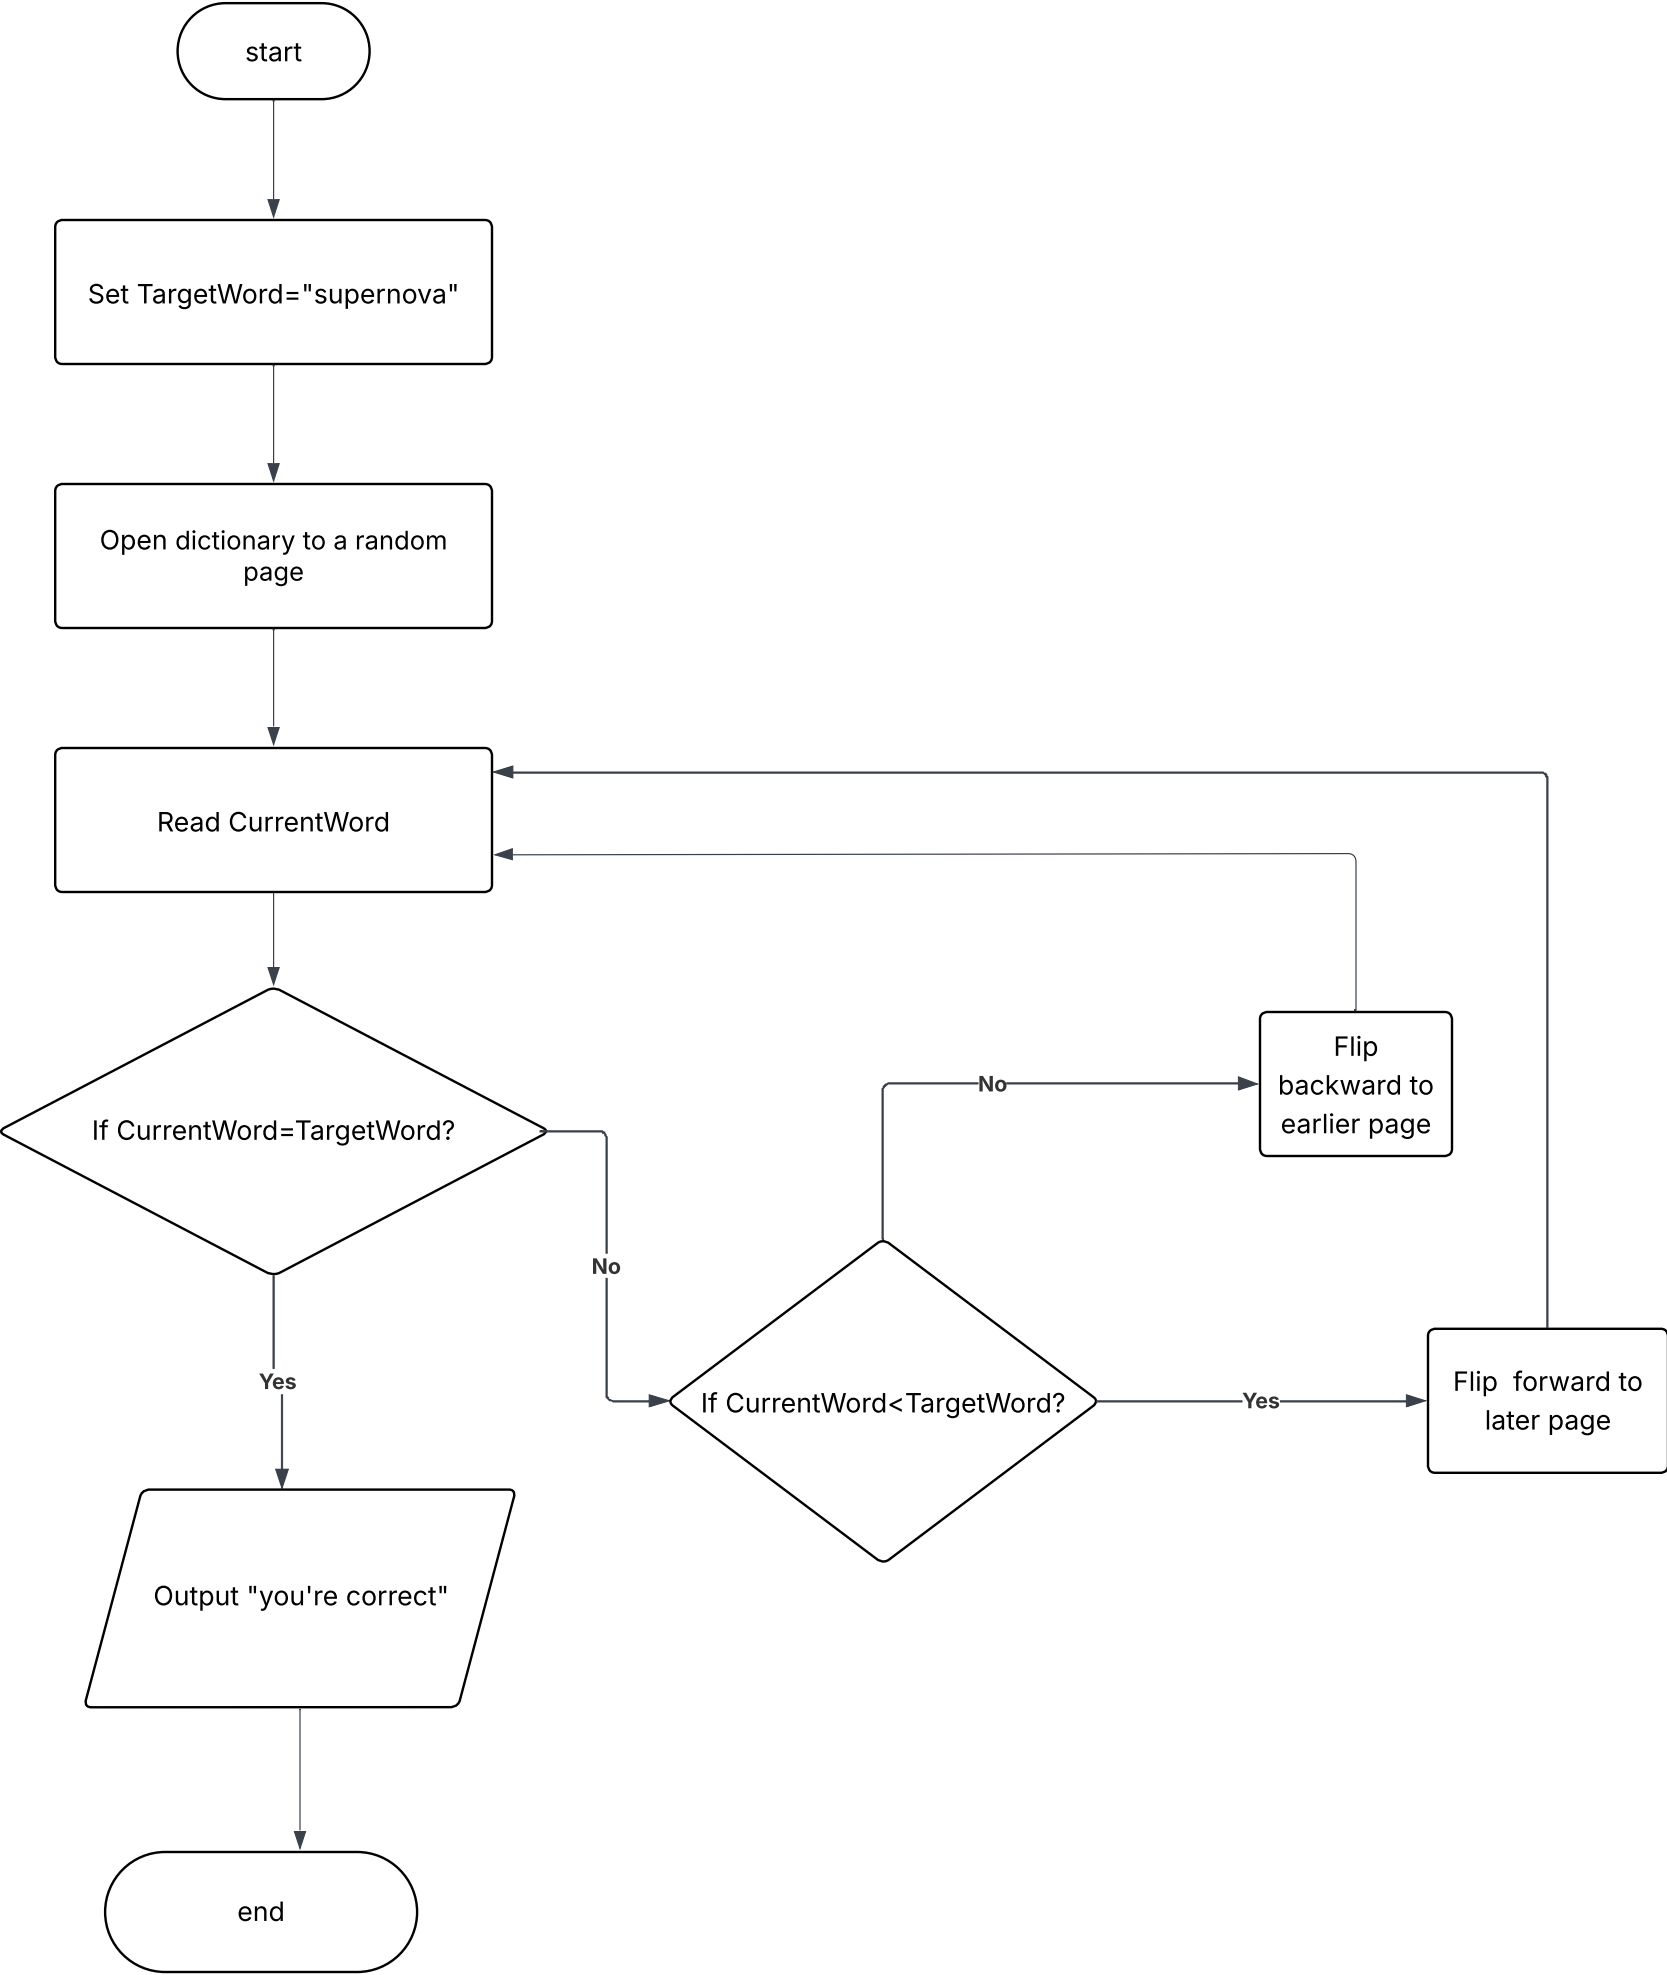 start
Set TargetWord="supernova"
Open dictionary to a random
page
Read CurrentWord
If CurrentWord=TargetWord?
No
Yes
If CurrentWord<TargetWord?
No
Flip
backward to
earlier page
Yes
Flip  forward to
later page
Output "you're correct"
end